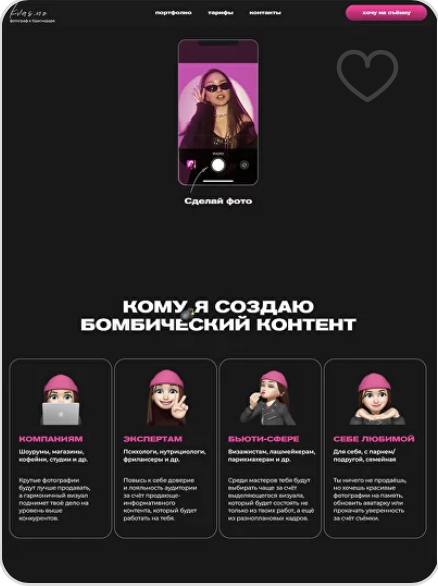 портфолио тарифы контакты
хочу на съёмку
фотограф в Краснодаре
Сделай фото
КОМУ Я СОЗДАЮ
БОМБИЧЕСКИЙ КОНТЕНТ
КОМПАНИЯМ
Шоурумы, магазины,
кофейни, студии и др.
Крутые фотографии
будут лучше продавать,
а гармоничный визуал
поднимет твоё дело на
уровень выше
конкурентов.
ЭКСПЕРТАМ
Психологи, нутрициологи,
фрилансеры и др.
Повысь к себе доверие
и лояльность аудитории
за счёт продающе-
информативного
контента, который будет
работать на тебя.
БЬЮТИ-СФЕРЕ
Визажистам, лашмейкерам,
парикмахерам и др.
Среди мастеров тебя будут
выбирать чаще за счёт
выделяющегося визуала,
который будет состоять не
только из твоих работ, а ещё
из разноплановых кадров.
СЕБЕ ЛЮБИМОЙ
Для себя, с парнем/
подругой, семейная
Ты ничего не продаёшь,
но хочешь красивые
фотографии на память,
обновить аватарку или
прокачать уверенность
за счёт съёмки.